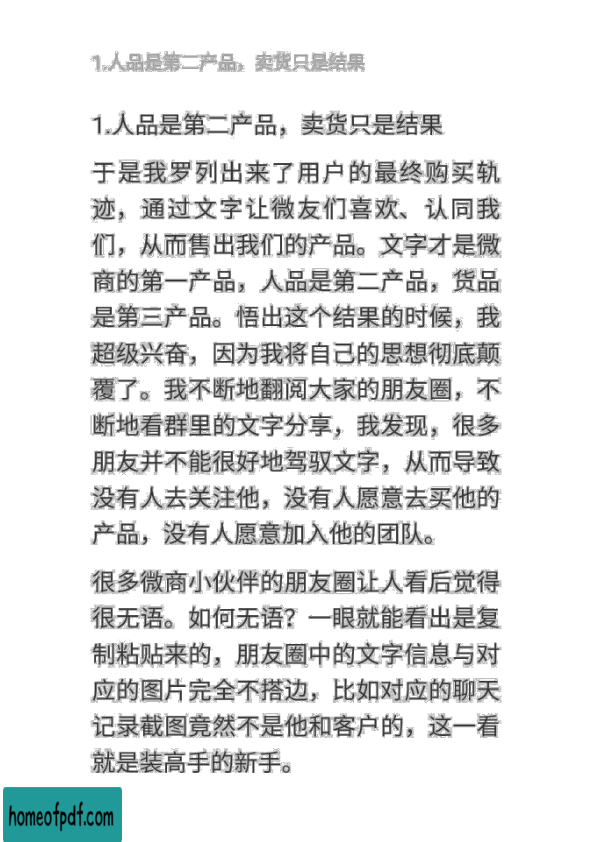 1.人品是第二产品，卖货只是结果
1.人品是第二产品，卖货只是结果
于是我罗列出来了用户的最终购买轨
迹，通过文字让微友们喜欢、认同我
们，从而售出我们的产品。文字才是微
商的第一产品，人品是第二产品，货品
是第三产品。悟出这个结果的时候，我
超级兴奋，因为我将自己的思想彻底颠
覆了。我不断地翻阅大家的朋友圈，不
断地看群里的文字分享，我发现，很多
朋友并不能很好地驾驭文字，从而导致
没有人去关注他，没有人愿意去买他的
产品，没有人愿意加入他的团队。
很多微商小伙伴的朋友圈让人看后觉得
很无语。如何无语？一眼就能看出是复
制粘贴来的，朋友圈中的文字信息与对
应的图片完全不搭边，比如对应的聊天
记录截图竟然不是他和客户的，这一看
就是装高手的新手。
homeofpdf.com